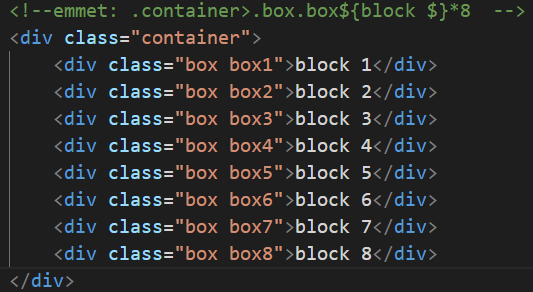 <!--emmet: .container>.box.box${block $}*8  -->
<div class="container">
    <div class="box box1">block 1</div>
    <div class="box box2">block 2</div>
    <div class="box box3">block 3</div>
    <div class="box box4">block 4</div>
    <div class="box box5">block 5</div>
    <div class="box box6">block 6</div>
    <div class="box box7">block 7</div>
    <div class="box box8">block 8</div>
</div>